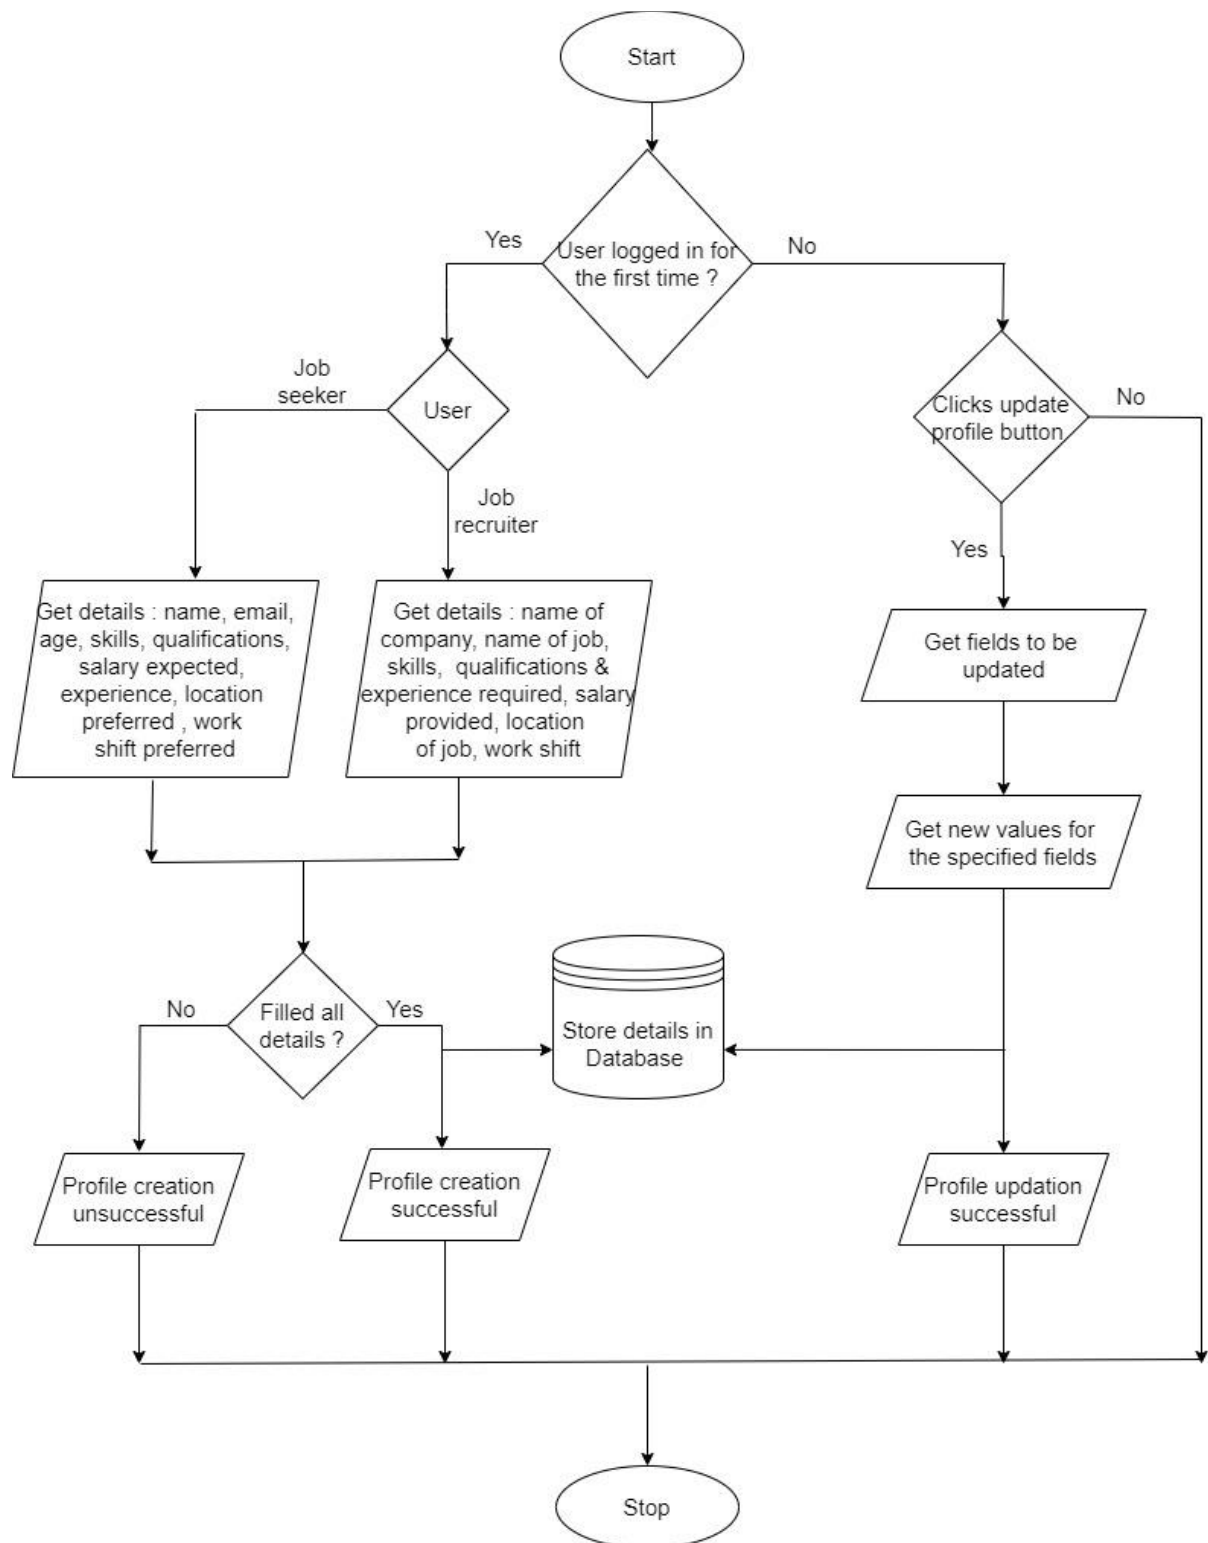 Start
Yes
User logged in for
the first time ?
No
Job
seeker
User
Job
recruiter
Clicks update
profile button
No
Yes
Get details : name, email,
age, skills, qualifications,
salary expected,
experience, location
preferred , work
shift preferred
Get details : name of
company, name of job,
skills, qualifications &
experience required, salary
provided, location
of job, work shift
Get fields to be
updated
Get new values for
the specified fields
No
Filled all
details ?
Yes
Store details in
Database
Profile creation
unsuccessful
Profile creation
successful
Profile updation
successful
Stop